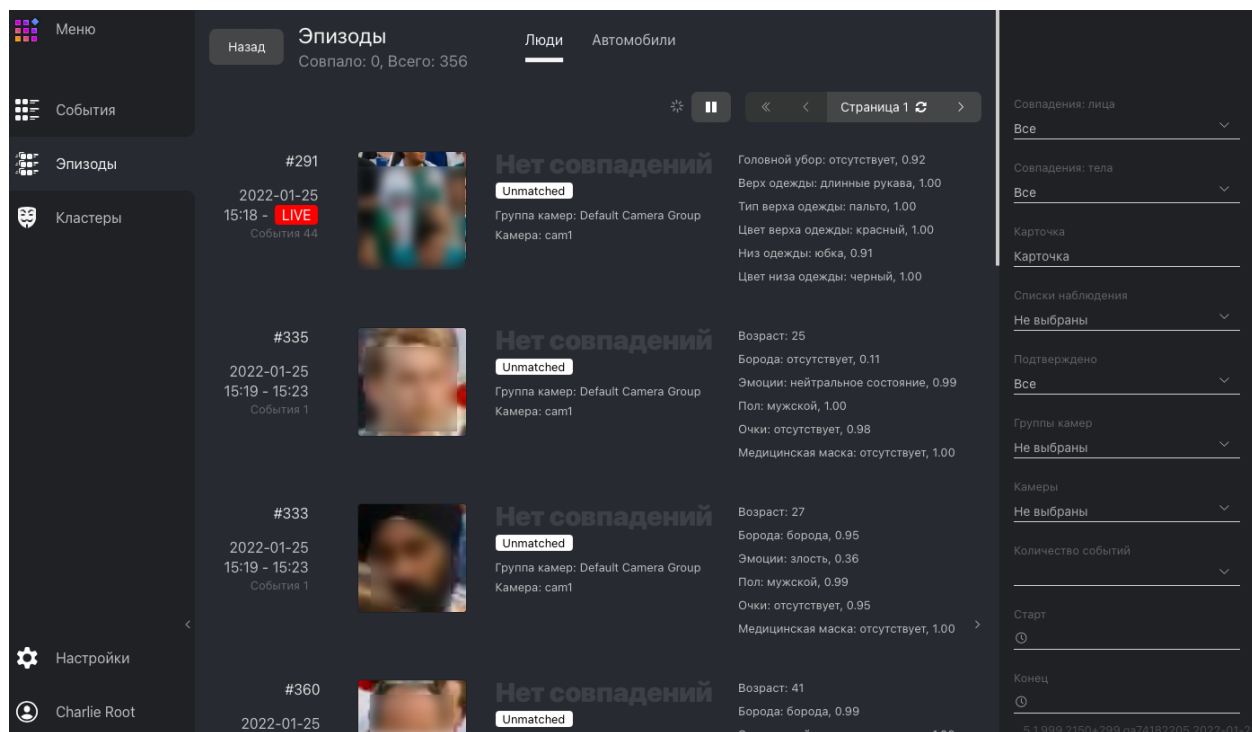 Меню
События
Эпизоды
Кластеры
Настройки
Charlie Root
Назад
Эпизоды
Совпало: 0, Всего: 356
Люди
Автомобили
Страница 1
#291
2022-01-25
15:18 - LIVE
События 44
Нет совпадений
Unmatched
Группа камер: Default Camera Group
Камера: cam1
Головной убор: отсутствует, 0.92
Верх одежды: длинные рукава, 1.00
Тип верха одежды: пальто, 1.00
Цвет верха одежды: красный, 1.00
Низ одежды: юбка, 0.91
Цвет низа одежды: черный, 1.00
#335
2022-01-25
15:19 - 15:23
События 1
Нет совпадений
Unmatched
Группа камер: Default Camera Group
Камера: cam1
Возраст: 25
Борода: отсутствует, 0.11
Эмоции: нейтральное состояние, 0.99
Пол: мужской, 1.00
Очки: отсутствует, 0.98
Медицинская маска: отсутствует, 1.00
#333
2022-01-25
15:19 - 15:23
События 1
Нет совпадений
Unmatched
Группа камер: Default Camera Group
Камера: cam1
Возраст: 27
Борода: борода, 0.95
Эмоции: злость, 0.36
Пол: мужской, 0.99
Очки: отсутствует, 0.95
Медицинская маска: отсутствует, 1.00
#360
2022-01-25
Нет совпадений
Unmatched
Возраст: 41
Борода: борода, 0.99
Совпадения: лица
Все
Совпадения: тела
Все
Карточка
Карточка
Списки наблюдения
Не выбраны
Подтверждено
Все
Группы камер
Не выбраны
Камеры
Не выбраны
Количество событий
Старт
Конец